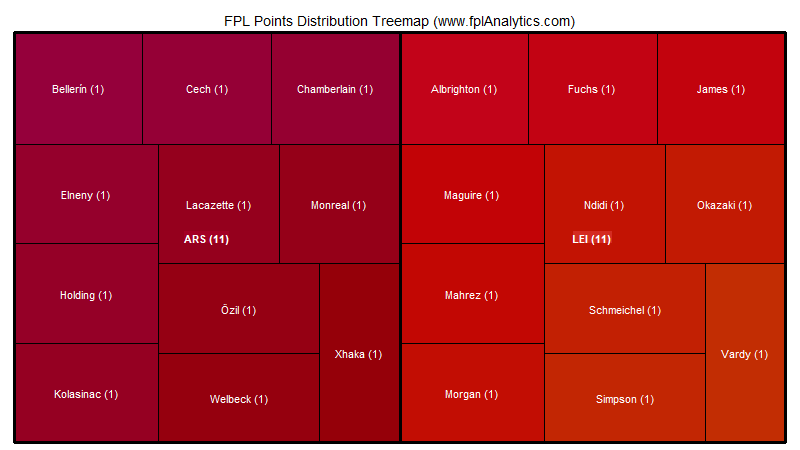 FPL Points Distribution Treemap (www.fplAnalytics.com)
Bellerín (1)
Cech (1)
Chamberlain (1)
Albrighton (1)
Fuchs (1)
James (1)
Elneny (1)
Lacazette (1)
Monreal (1)
ARS (11)
Maguire (1)
Ndidi (1)
Okazaki (1)
LEI (11)
Holding (1)
Özil (1)
Xhaka (1)
Mahrez (1)
Schmeichel (1)
Vardy (1)
Kolasinac (1)
Welbeck (1)
Morgan (1)
Simpson (1)